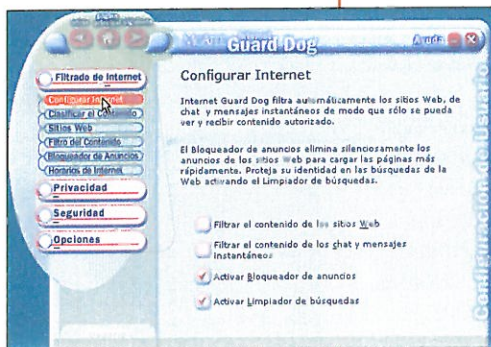 Guard Dog
Ayuda
Filtrado de Internet
Configurar Internet
Clasificar el Contenido
Sitios Web
Filtro del Contenido
Bloqueador de Anuncios
Horarios de Internet
Privacidad
Seguridad
Opciones
Configurar Internet
Internet Guard Dog filtra automáticamente los sitios Web, de
chat y mensajes instantáneos de modo que sólo se pueda
ver y recibir contenido autorizado.
El Bloqueador de anuncios elimina silenciosamente los
anuncios de los sitios Web para cargar las páginas más
rápidamente. Proteja su identidad en las búsquedas de la
Web activando el Limpiador de búsquedas.
Filtrar el contenido de los sitios Web
Filtrar el contenido de los chat y mensajes
instantáneos
Activar Bloqueador de anuncios
Activar Limpiador de búsquedas
Configuración de Usuario